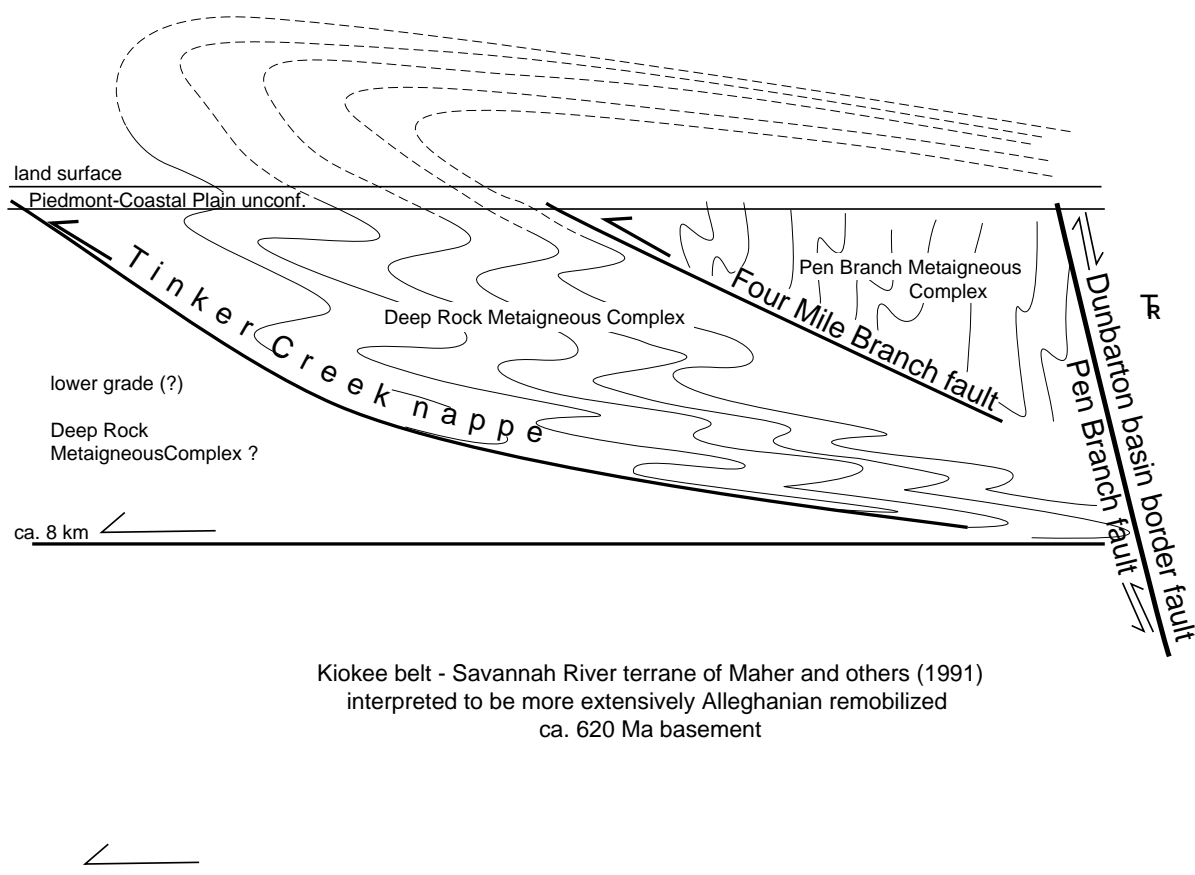 land surface
Piedmont-Coastal Plain unconf.
Tinker Creek nappe
Deep Rock Metaigneous Complex
Four Mile Branch fault
Pen Branch Metaigneous
Complex
Dunbarton basin border fault
Pen Branch fault
TR
lower grade (?)
Deep Rock
MetaigneousComplex ?
ca. 8 km
Kiokee belt - Savannah River terrane of Maher and others (1991)
interpreted to be more extensively Alleghanian remobilized
ca. 620 Ma basement